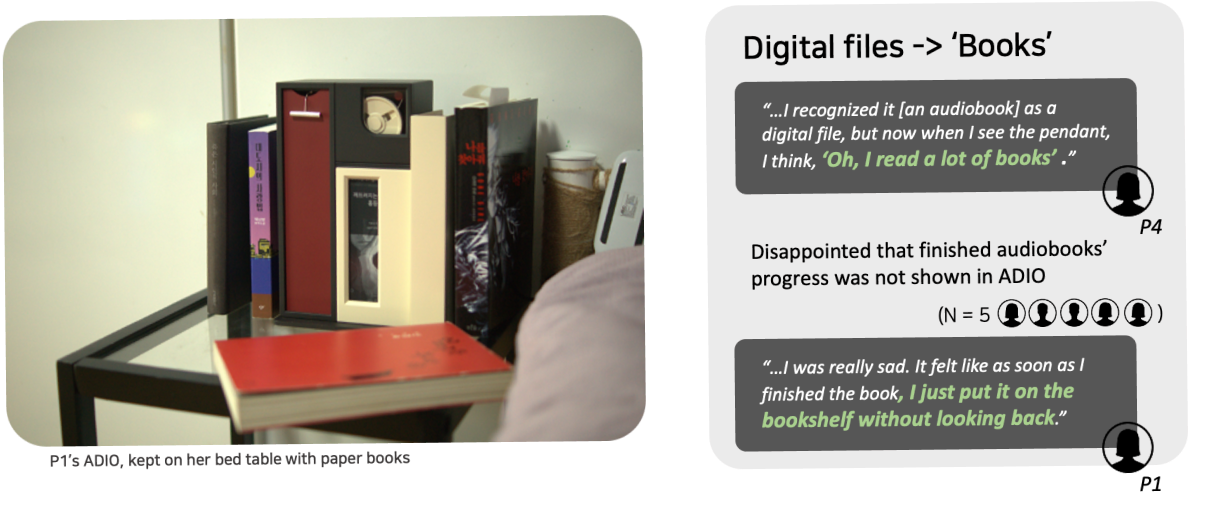 Digital files -> ‘Books’
“…I recognized it [an audiobook] as a
digital file, but now when I see the pendant,
I think, ‘Oh, I read a lot of books’ .”
P4
Disappointed that finished audiobooks’
progress was not shown in ADIO
(N = 5 )
“…I was really sad. It felt like as soon as I
finished the book, I just put it on the
bookshelf without looking back.”
P1
P1’s ADIO, kept on her bed table with paper books